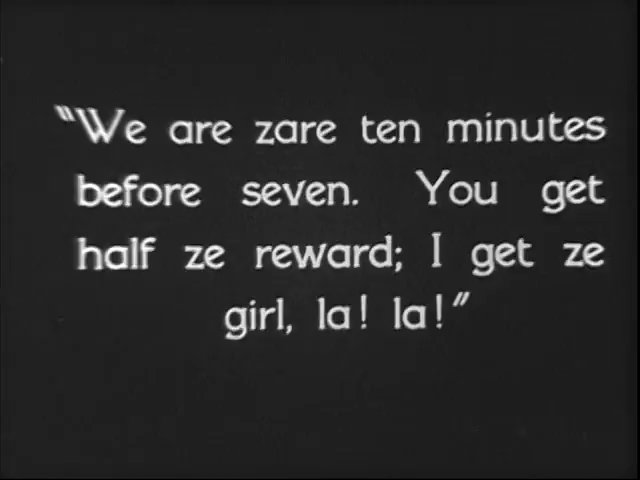 "We are zare ten minutes
before seven. You get
half ze reward; I get ze
girl, la! la!"